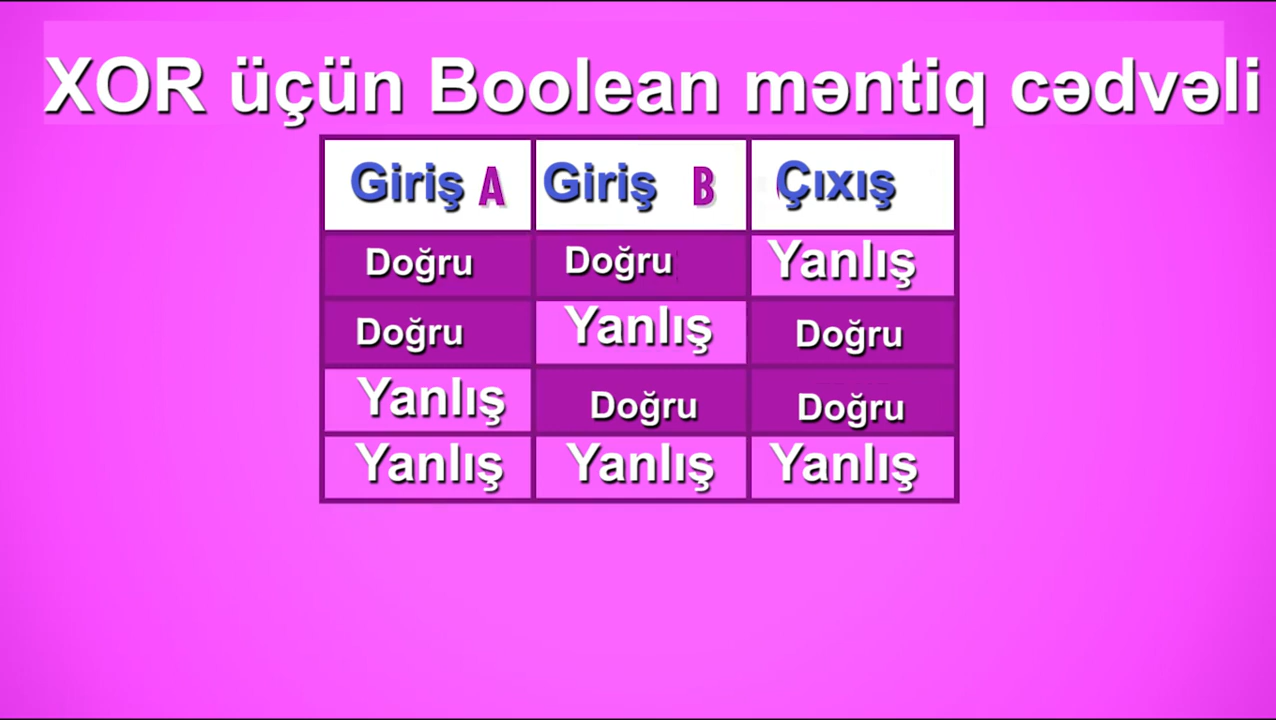 XOR üçün Boolean məntiq cədvəli
Giriş A Giriş B Çıxış
Doğru Doğru Yanlış
Doğru Yanlış Doğru
Yanlış Doğru Doğru
Yanlış Yanlış Yanlış